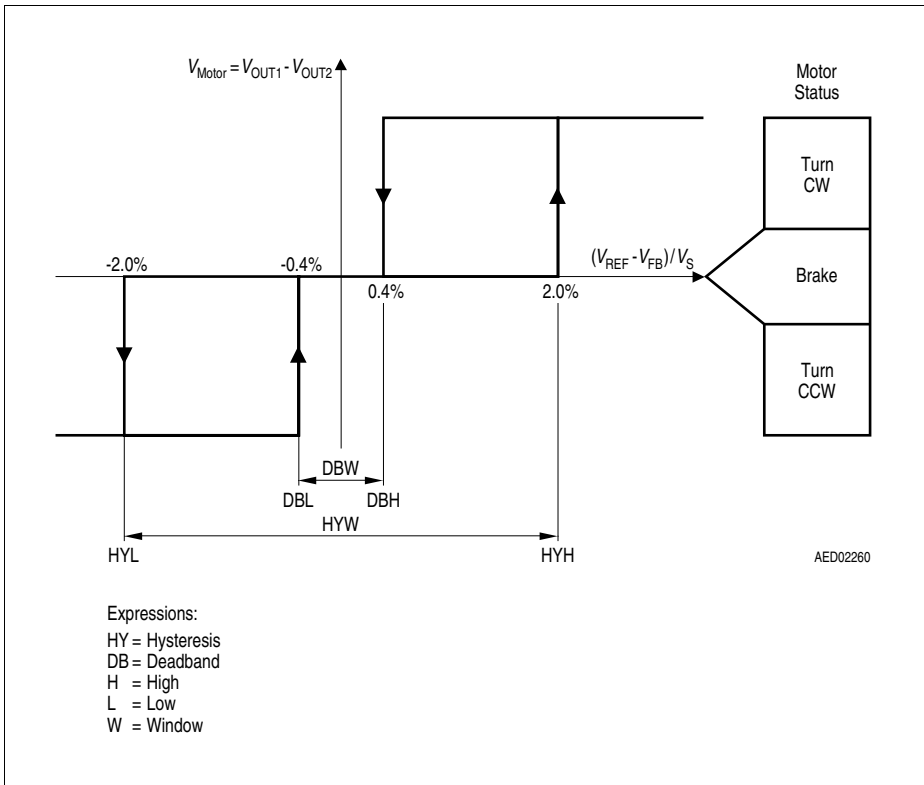 V_Motor = V_OUT1 - V_OUT2
Motor
Status
Turn
CW
-2.0%
-0.4%
(V_REF - V_FB) / V_S
Brake
0.4%
2.0%
Turn
CCW
DBW
DBL
DBH
HYW
HYL
HYH
AED02260
Expressions:
HY = Hysteresis
DB = Deadband
H = High
L = Low
W = Window